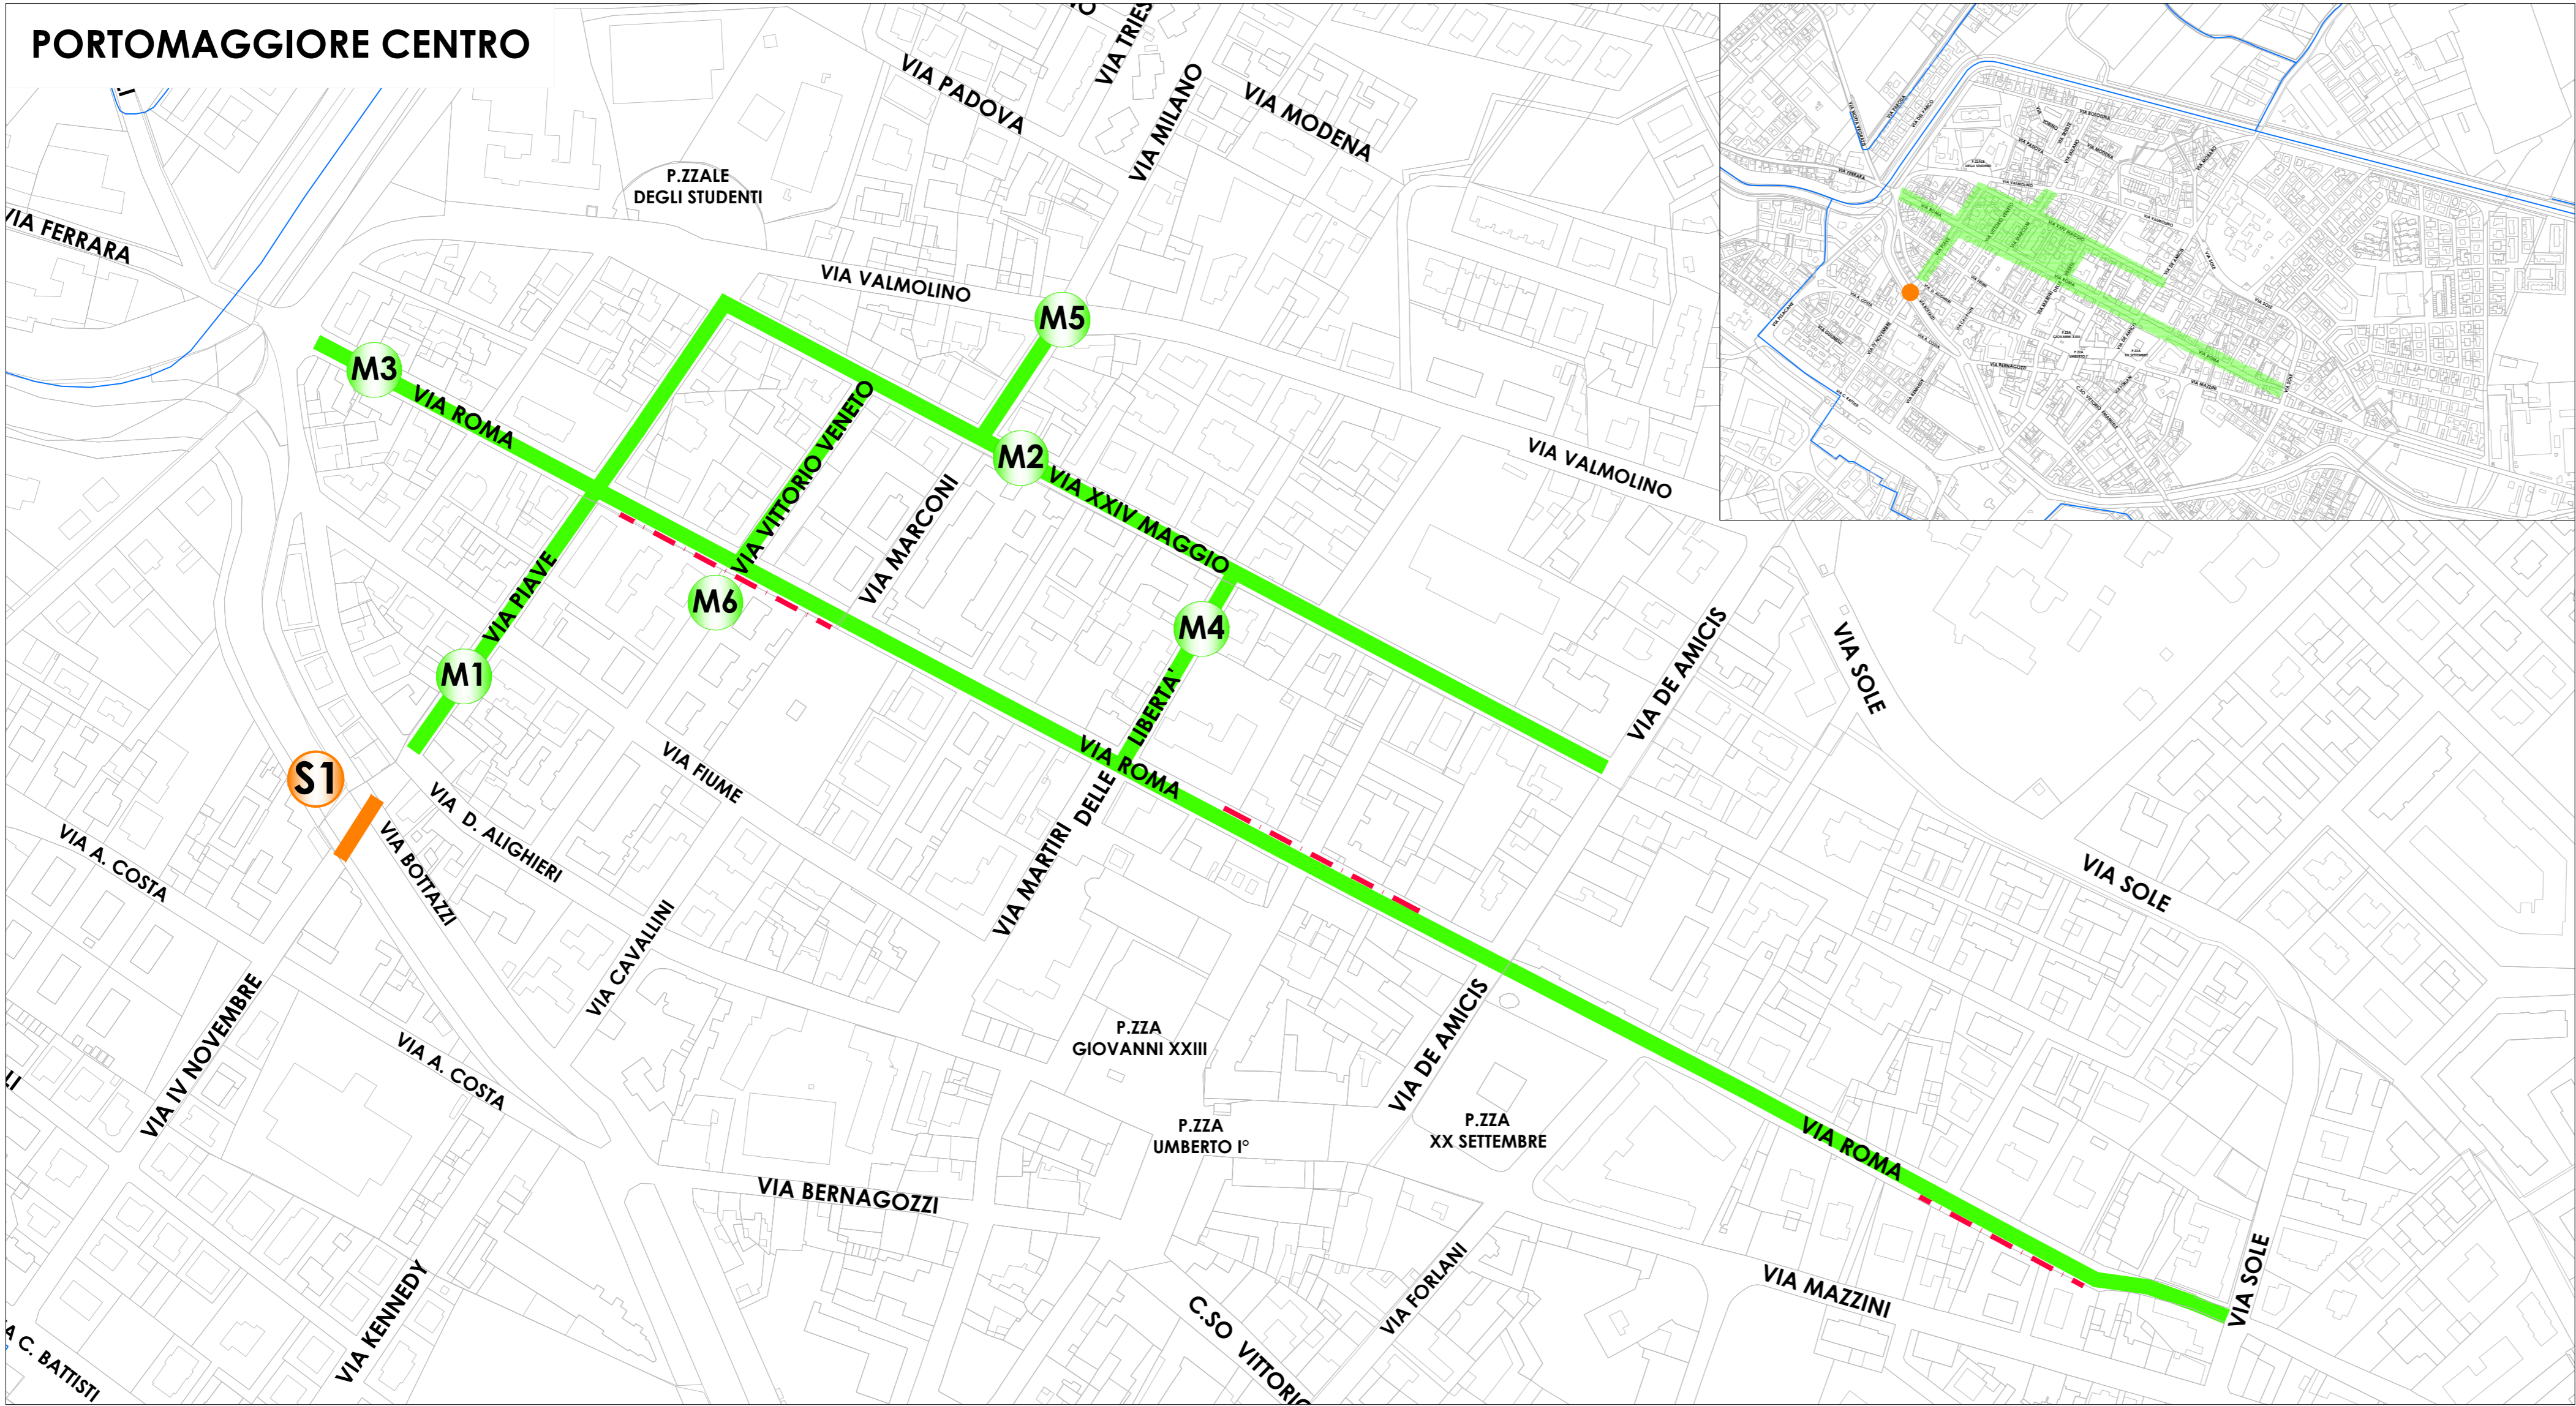 PORTOMAGGIORE CENTRO
VIA PADOVA
VIA MILANO
VIA MODENA
P.ZZALE
DEGLI STUDENTI
VIA FERRARA
VIA VALMOLINO
M5
M3
VIA ROMA
VIA VITTORIO VENETO
M2
VIA XXIV MAGGIO
VIA MARCONI
VIA VALMOLINO
VIA PIAVE
M6
M4
M1
VIA DE AMICIS
VIA SOLE
S1
VIA FIUME
VIA ROMA
VIA MARTIRI DELLE LIBERTA'
VIA A. COSTA
VIA BOTTAZZI
VIA D. ALIGHIERI
VIA CAVALLINI
VIA SOLE
VIA IV NOVEMBRE
VIA A. COSTA
P.ZZA
GIOVANNI XXIII
VIA DE AMICIS
P.ZZA
UMBERTO I°
P.ZZA
XX SETTEMBRE
VIA ROMA
VIA BERNAGOZZI
VIA KENNEDY
C.SO VITTORIO
VIA FORLANI
VIA MAZZINI
VIA SOLE
A C. BATTISTI
VIA TRIES